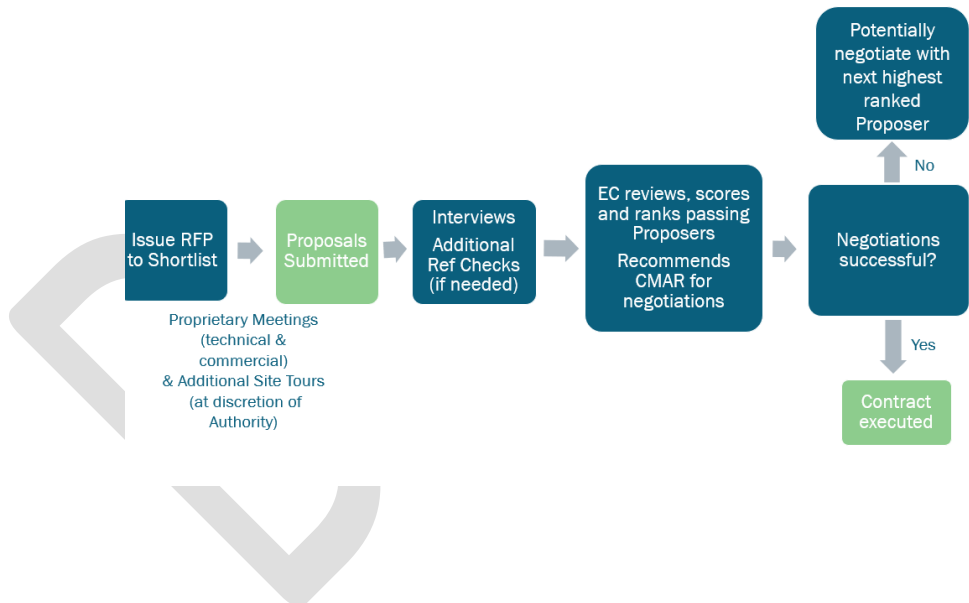 Issue RFP
to Shortlist
Proposals
Submitted
Proprietary Meetings
(technical &
commercial)
& Additional Site Tours
(at discretion of
Authority)
Interviews
Additional
Ref Checks
(if needed)
EC reviews, scores
and ranks passing
Proposers
Recommends
CMAR for
negotiations
Negotiations
successful?
No
Potentially
negotiate with
next highest
ranked
Proposer
Yes
Contract
executed